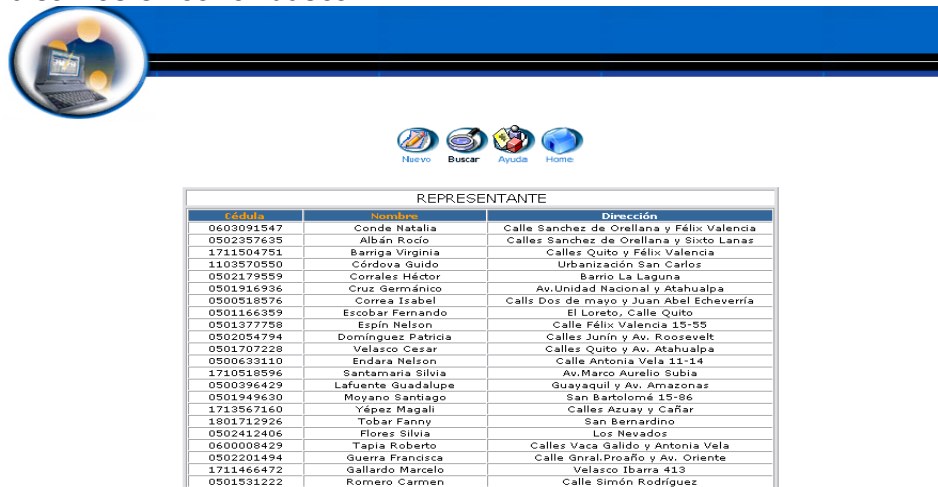 Nuevo Buscar Ayuda Home
REPRESENTANTE
Cédula Nombre Dirección
0603091547 Conde Natalia Calle Sanchez de Orellana y Félix Valencia
0502357635 Albán Rocío Calles Sanchez de Orellana y Sixto Lanas
1711504751 Barriga Virginia Calles Quito y Félix Valencia
1103570550 Córdova Guido Urbanización San Carlos
0502179559 Corrales Héctor Barrio La Laguna
0501916936 Cruz Germánico Av.Unidad Nacional y Atahualpa
0500518576 Correa Isabel Calls Dos de mayo y Juan Abel Echeverría
0501166359 Escobar Fernando El Loreto, Calle Quito
0501377758 Espín Nelson Calle Félix Valencia 15-55
0502054794 Domínguez Patricia Calles Junín y Av. Roosevelt
0501707228 Velasco Cesar Calles Quito y Av. Atahualpa
0500633110 Endara Nelson Calle Antonia Vela 11-14
1710518596 Santamaria Silvia Av.Marco Aurelio Subia
0500396429 Lafuente Guadalupe Guayaquil y Av. Amazonas
0501949630 Moyano Santiago San Bartolomé 15-86
1713567160 Yépez Magali Calles Azuay y Cañar
1801712926 Tobar Fanny San Bernardino
0502412406 Flores Silvia Los Nevados
0600008429 Tapia Roberto Calles Vaca Galido y Antonia Vela
0502201494 Guerra Francisca Calle Gnral.Proaño y Av. Oriente
1711466472 Gallardo Marcelo Velasco Ibarra 413
0501531222 Romero Carmen Calle Simón Rodríguez